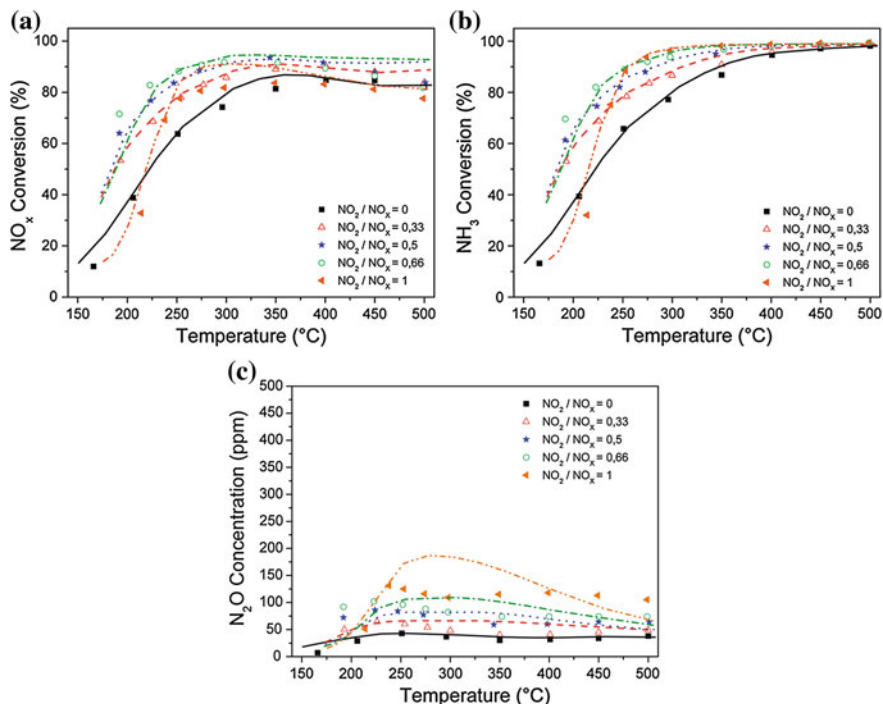 (a)
100
80
60
40
20
0
NOx Conversion (%)
150 200 250 300 350 400 450 500
Temperature (°C)
NO2 / NOX = 0
NO2 / NOX = 0,33
NO2 / NOX = 0,5
NO2 / NOX = 0,66
NO2 / NOX = 1
(b)
100
80
60
40
20
0
NH3 Conversion (%)
150 200 250 300 350 400 450 500
Temperature (°C)
NO2 / NOX = 0
NO2 / NOX = 0,33
NO2 / NOX = 0,5
NO2 / NOX = 0,66
NO2 / NOX = 1
(c)
500
450
400
350
300
250
200
150
100
50
0
N2O Concentration (ppm)
150 200 250 300 350 400 450 500
Temperature (°C)
NO2 / NOX = 0
NO2 / NOX = 0,33
NO2 / NOX = 0,5
NO2 / NOX = 0,66
NO2 / NOX = 1